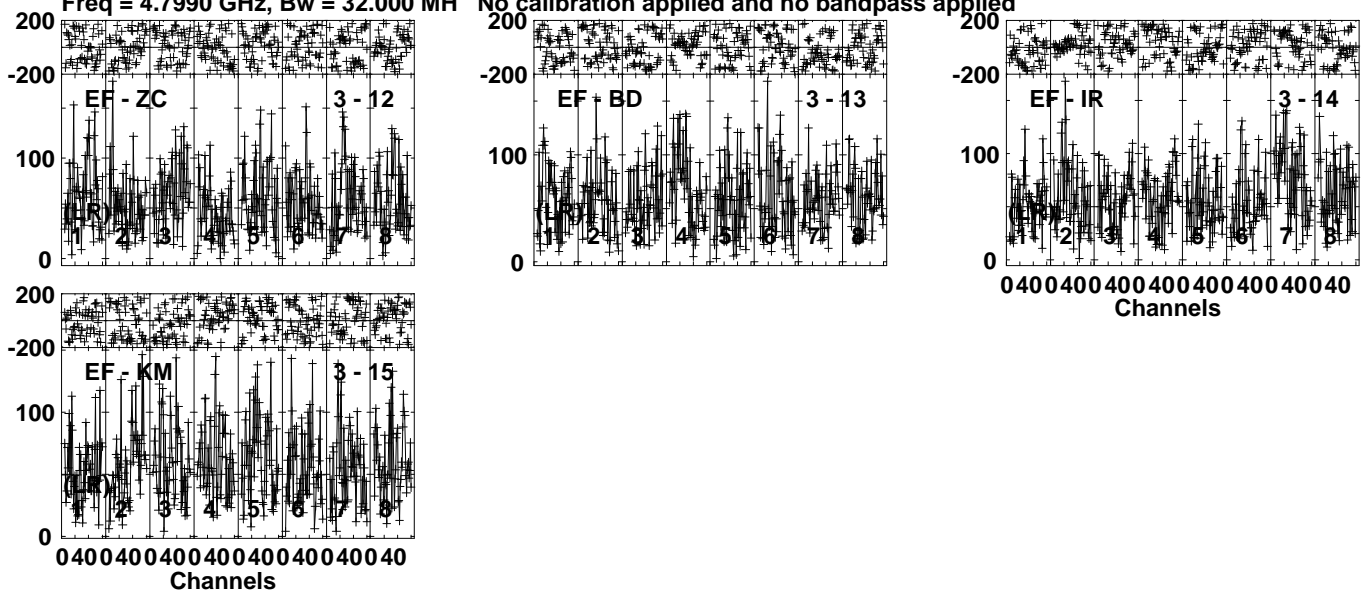 Freq = 4.7990 GHz, Bw = 32.000 MH No calibration applied and no bandpass applied
200
-200
EF - ZC 3 - 12
100
(LR)
1 2 3 4 5 6 7 8
0
200
-200
EF - BD 3 - 13
100
(LR)
1 2 3 4 5 6 7 8
0
200
-200
EF - IR 3 - 14
100
(LR)
1 2 3 4 5 6 7 8
0
0 40 0 40 0 40 0 40 0 40 0 40 0 40 0 40
Channels
200
-200
EF - KM 3 - 15
100
(LR)
1 2 3 4 5 6 7 8
0
0 40 0 40 0 40 0 40 0 40 0 40 0 40 0 40
Channels